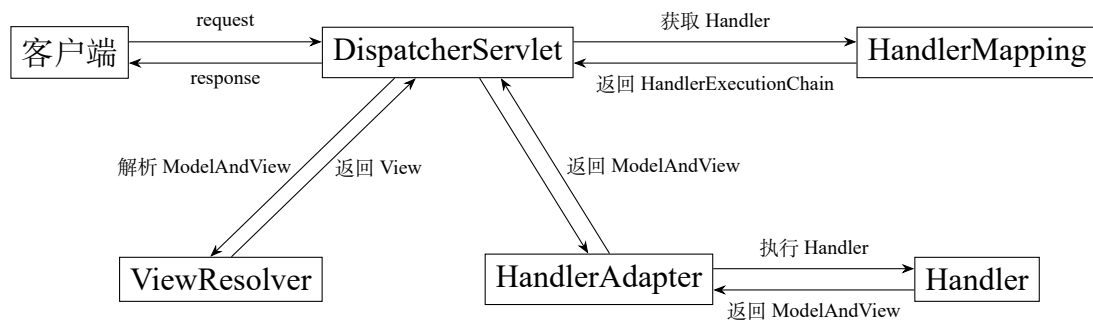 request
获取 Handler
客户端
DispatcherServlet
HandlerMapping
response
返回 HandlerExecutionChain
解析 ModelAndView
返回 View
返回 ModelAndView
执行 Handler
ViewResolver
HandlerAdapter
Handler
返回 ModelAndView